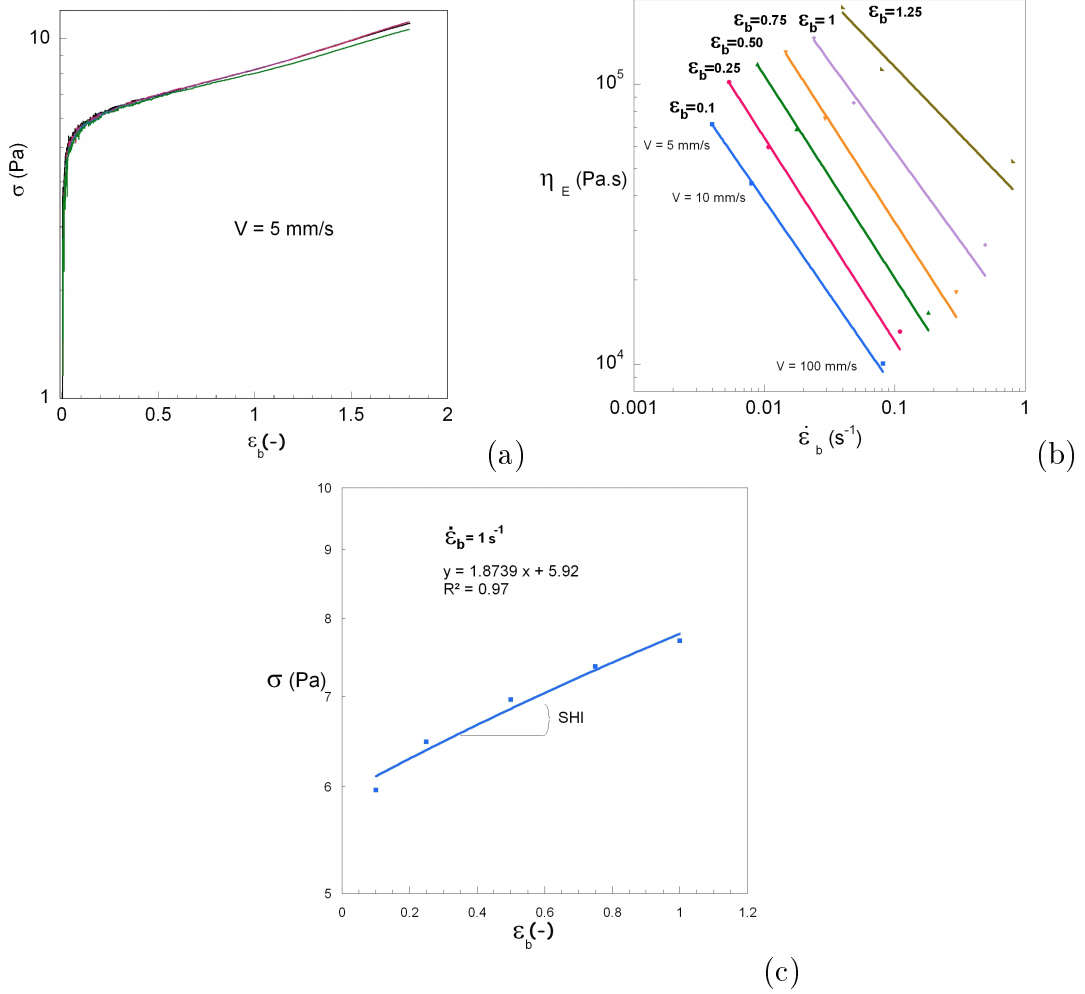 10
σ (Pa)
V = 5 mm/s
1
0 0.5 1 1.5 2
ε_b(-)
(a)
ε_b=0.75 ε_b=1 ε_b=1.25
ε_b=0.50
ε_b=0.25
ε_b=0.1
10^5
V = 5 mm/s
η_E (Pa.s)
V = 10 mm/s
10^4
V = 100 mm/s
0.001 0.01 0.1 1
ε̇_b (s^-1)
(b)
10
ε̇_b= 1 s^-1
9
y = 1.8739 x + 5.92
R² = 0.97
8
σ (Pa)
7
SHI
6
5
0 0.2 0.4 0.6 0.8 1 1.2
ε_b(-)
(c)